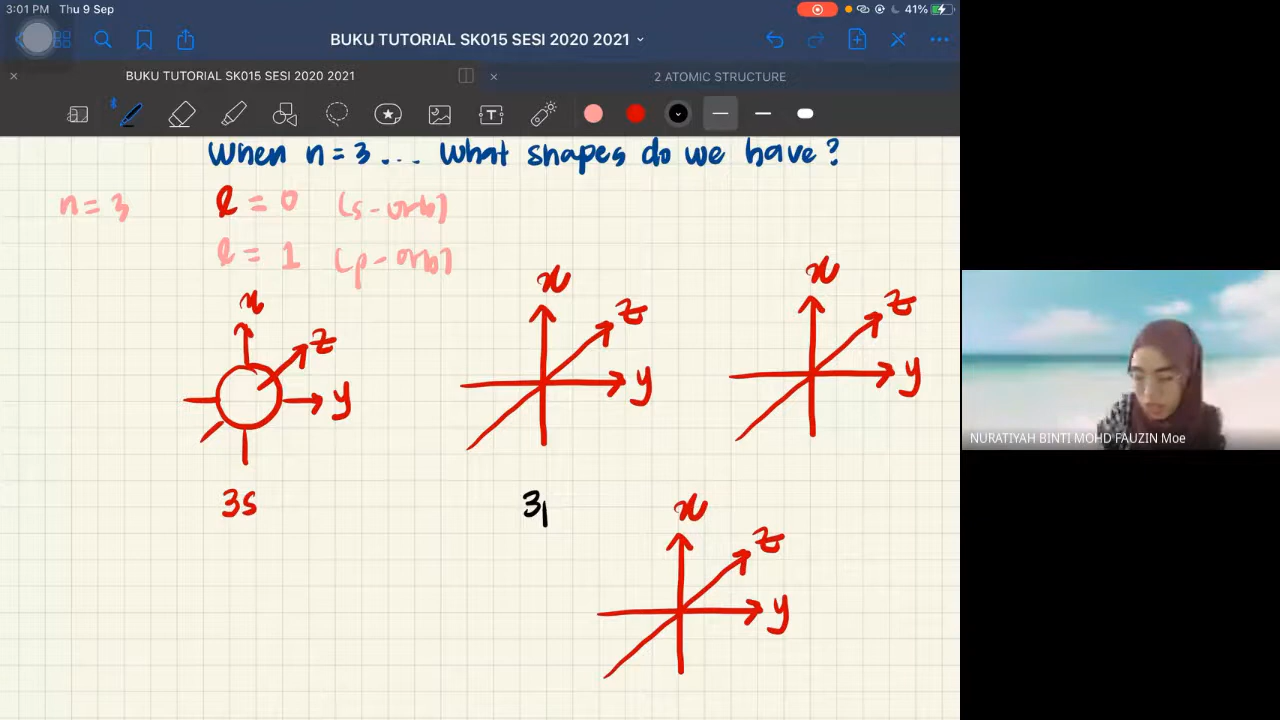 3:01 PM Thu 9 Sep
41%
BUKU TUTORIAL SK015 SESI 2020 2021
BUKU TUTORIAL SK015 SESI 2020 2021
2 ATOMIC STRUCTURE
When n = 3 ... What shapes do we have?
n = 3 l = 0 (s-orb)
l = 1 (p-orb)
x z y
x z y
x z y
3s
3p
x z y
NURATIYAH BINTI MOHD FAUZIN Moe